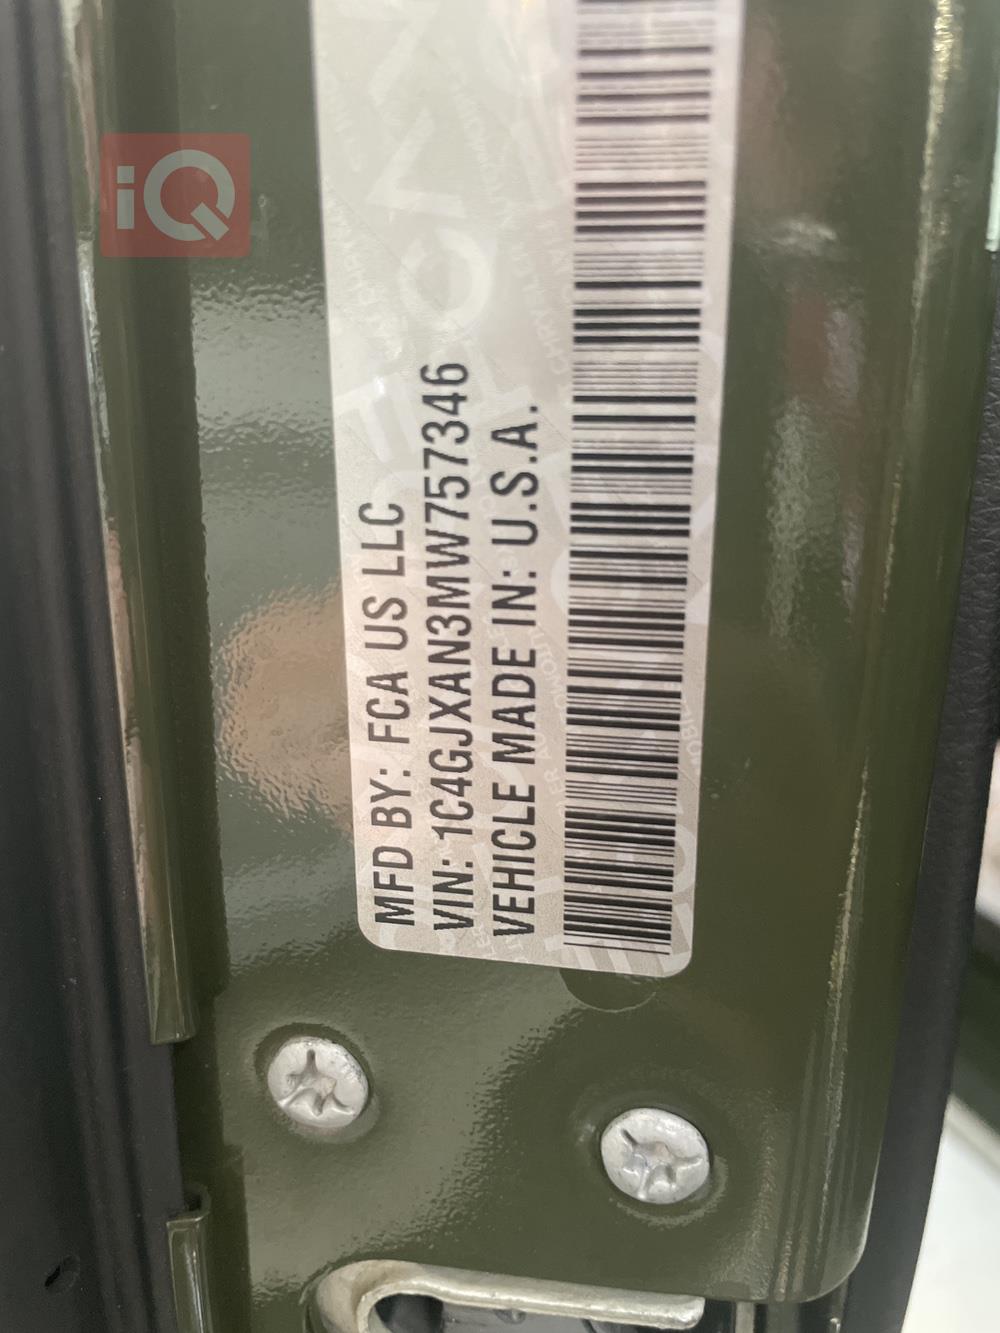 iQ
MFD BY: FCA US LLC
VIN: 1C4GJXAN3MW757346
VEHICLE MADE IN: U.S.A.